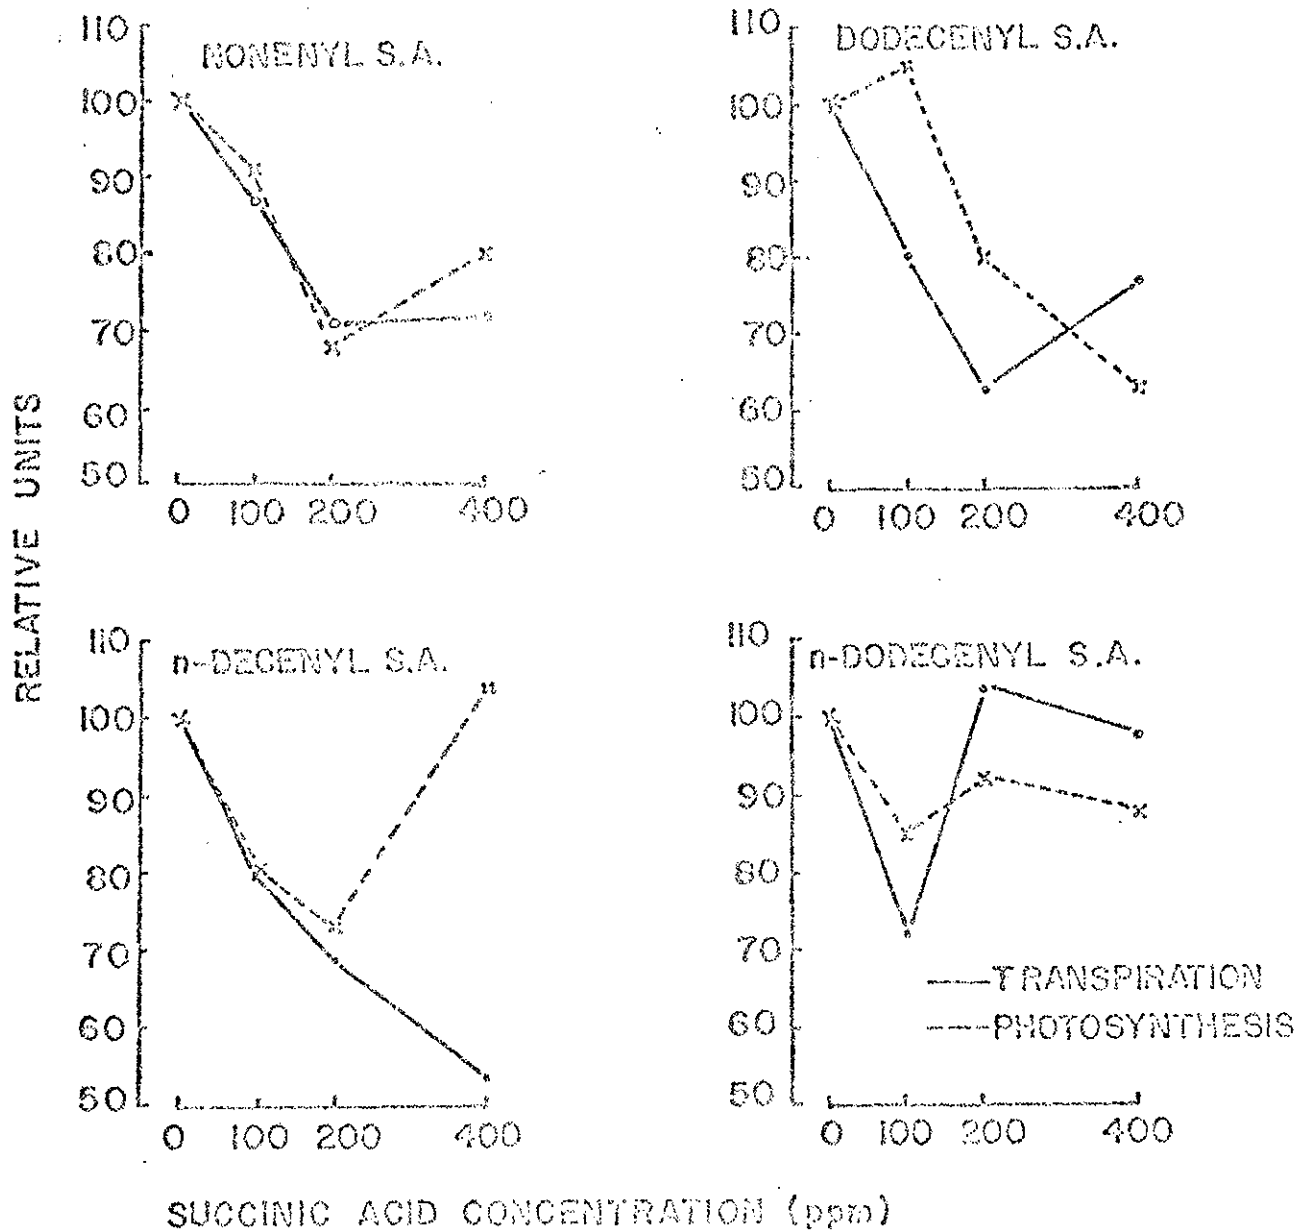 RELATIVE UNITS
NONENYL S.A.
110
100
90
80
70
60
50
0 100 200 400
DODECENYL S.A.
110
100
90
80
70
60
50
0 100 200 400
n-DECENYL S.A.
110
100
90
80
70
60
50
0 100 200 400
n-DODECENYL S.A.
110
100
90
80
70
60
50
TRANSPIRATION
PHOTOSYNTHESIS
0 100 200 400
SUCCINIC ACID CONCENTRATION (ppm)